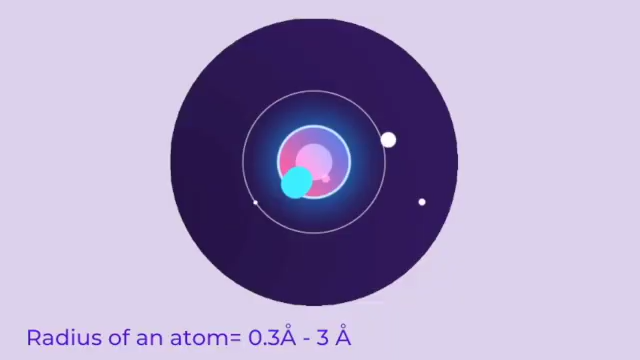 Radius of an atom= 0.3Å - 3 Å